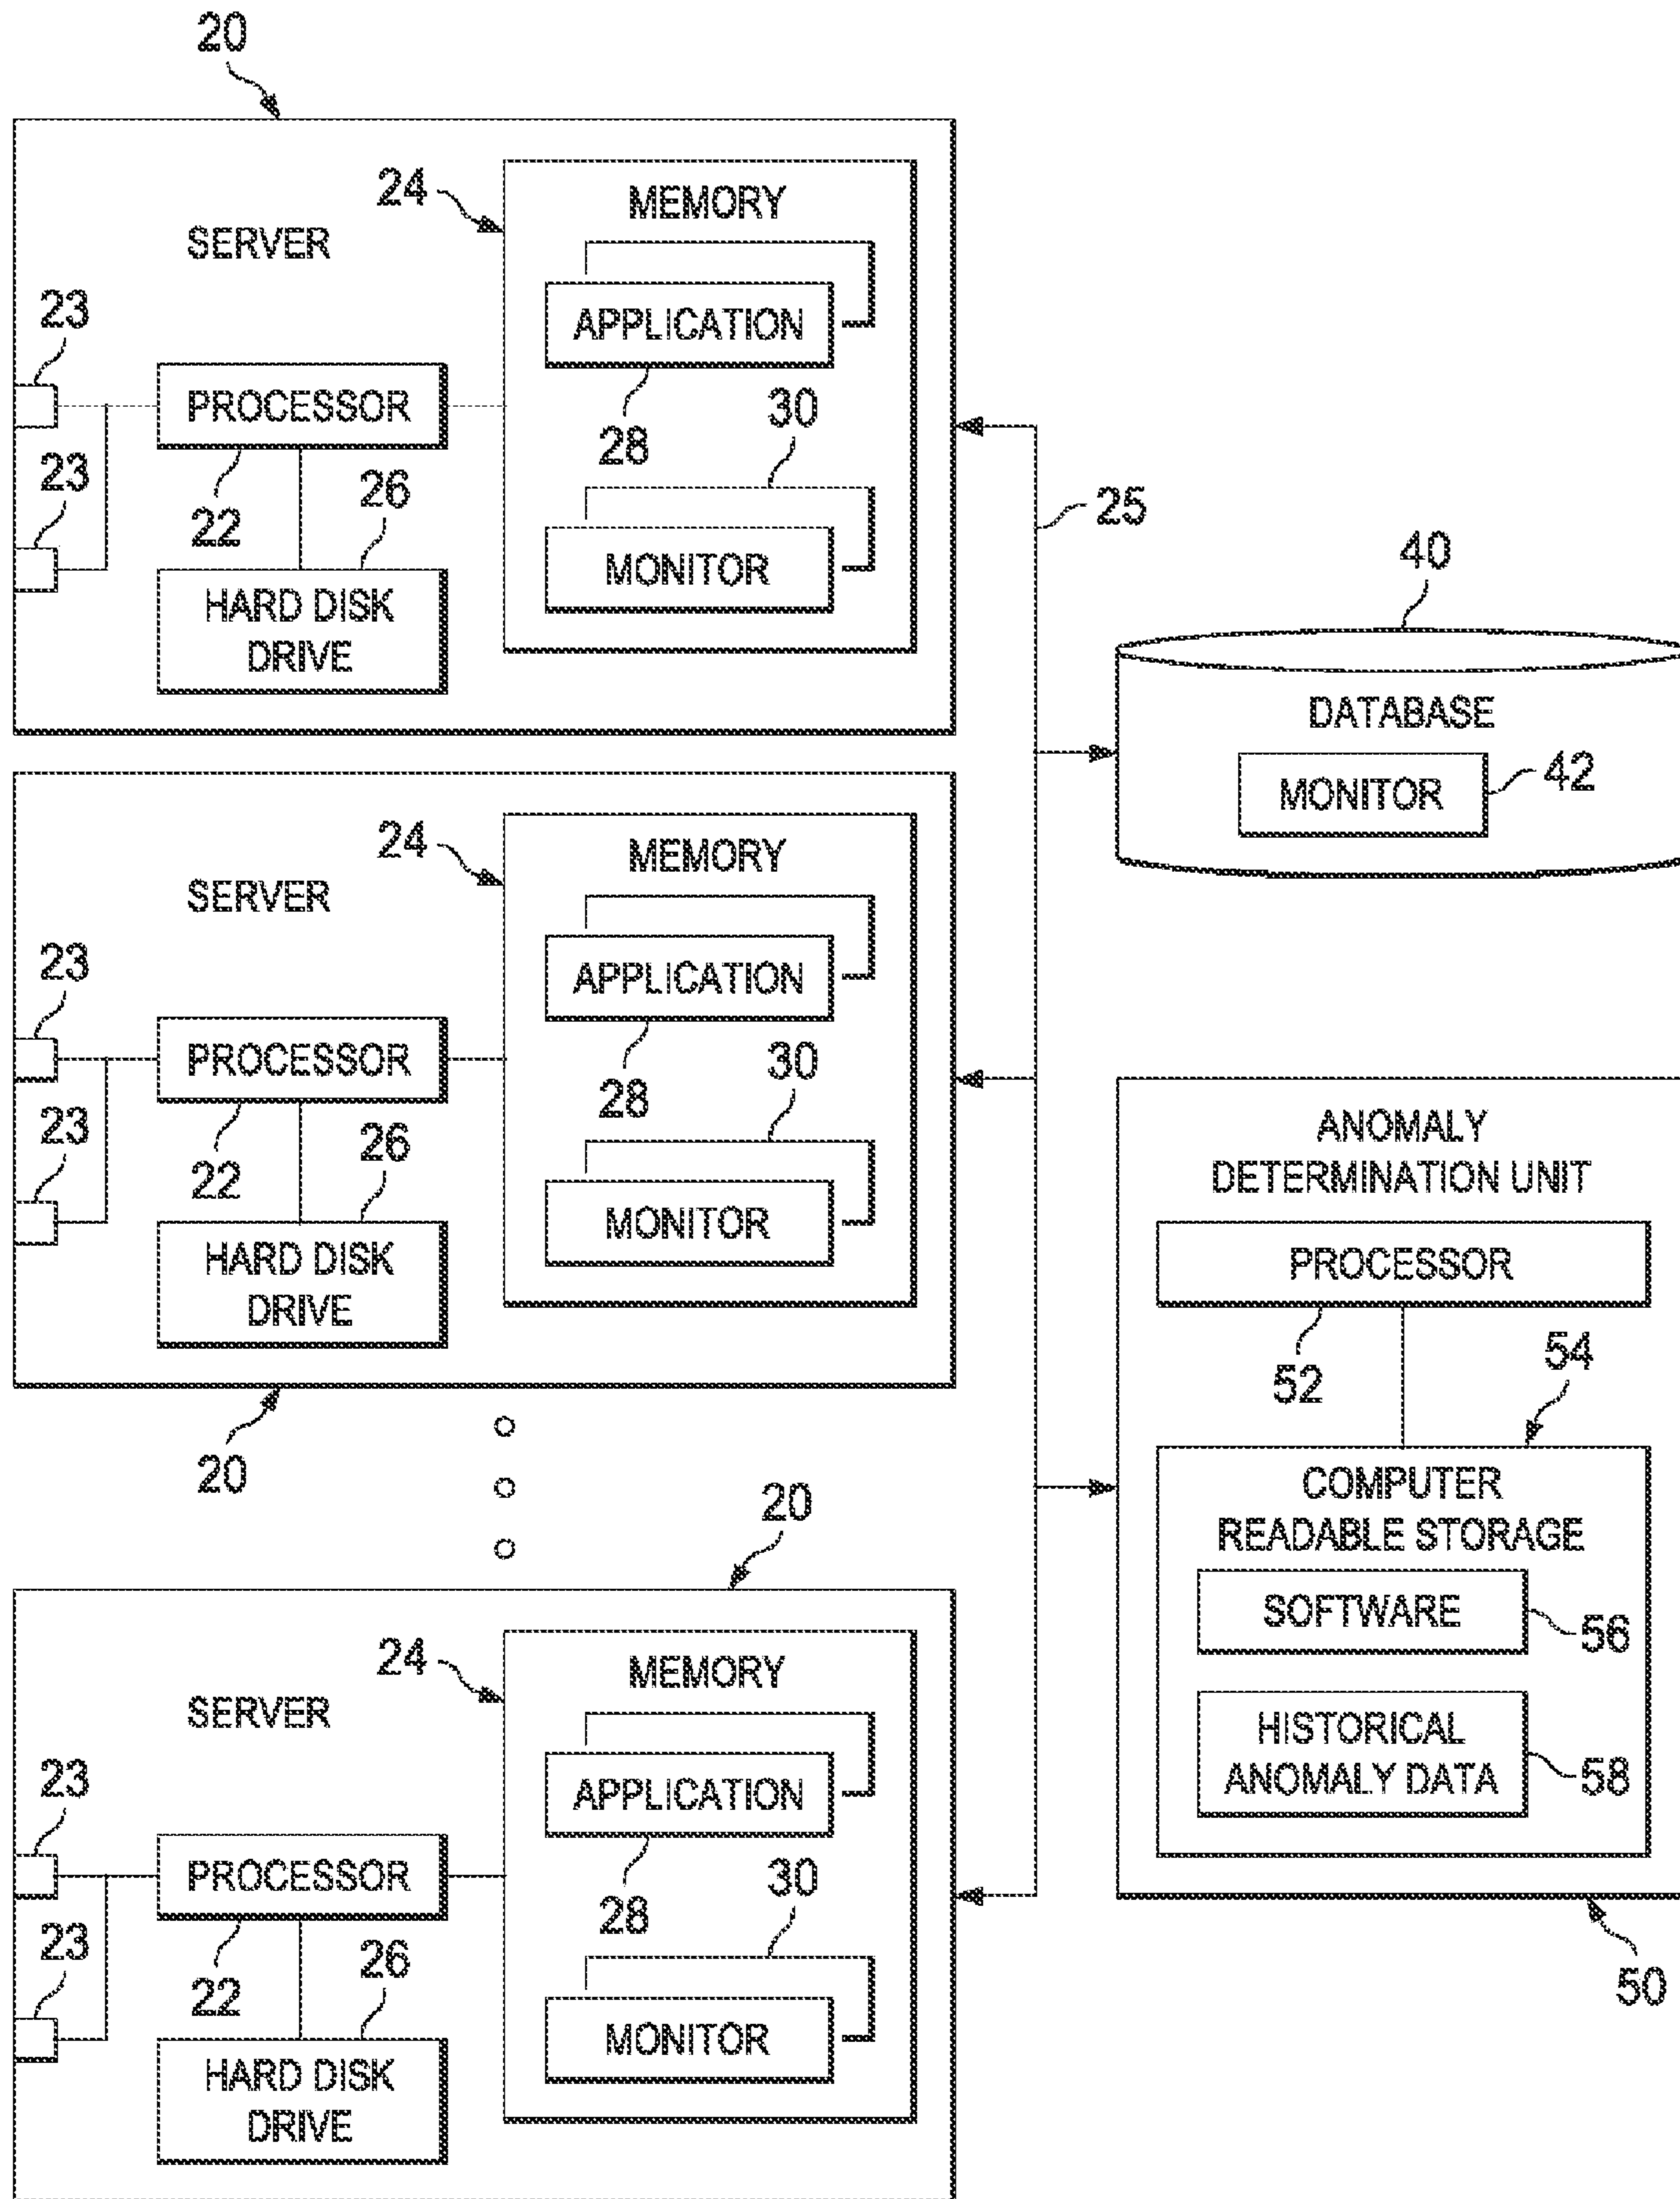 20
SERVER
24
MEMORY
APPLICATION
28
30
MONITOR
23
23
PROCESSOR
22
26
HARD DISK
DRIVE
25
40
DATABASE
MONITOR
42
SERVER
24
MEMORY
APPLICATION
28
30
MONITOR
23
23
PROCESSOR
22
26
HARD DISK
DRIVE
20
ANOMALY
DETERMINATION UNIT
PROCESSOR
52
54
COMPUTER
READABLE STORAGE
SOFTWARE
56
HISTORICAL
ANOMALY DATA
58
50
20
SERVER
24
MEMORY
APPLICATION
28
30
MONITOR
23
23
PROCESSOR
22
26
HARD DISK
DRIVE